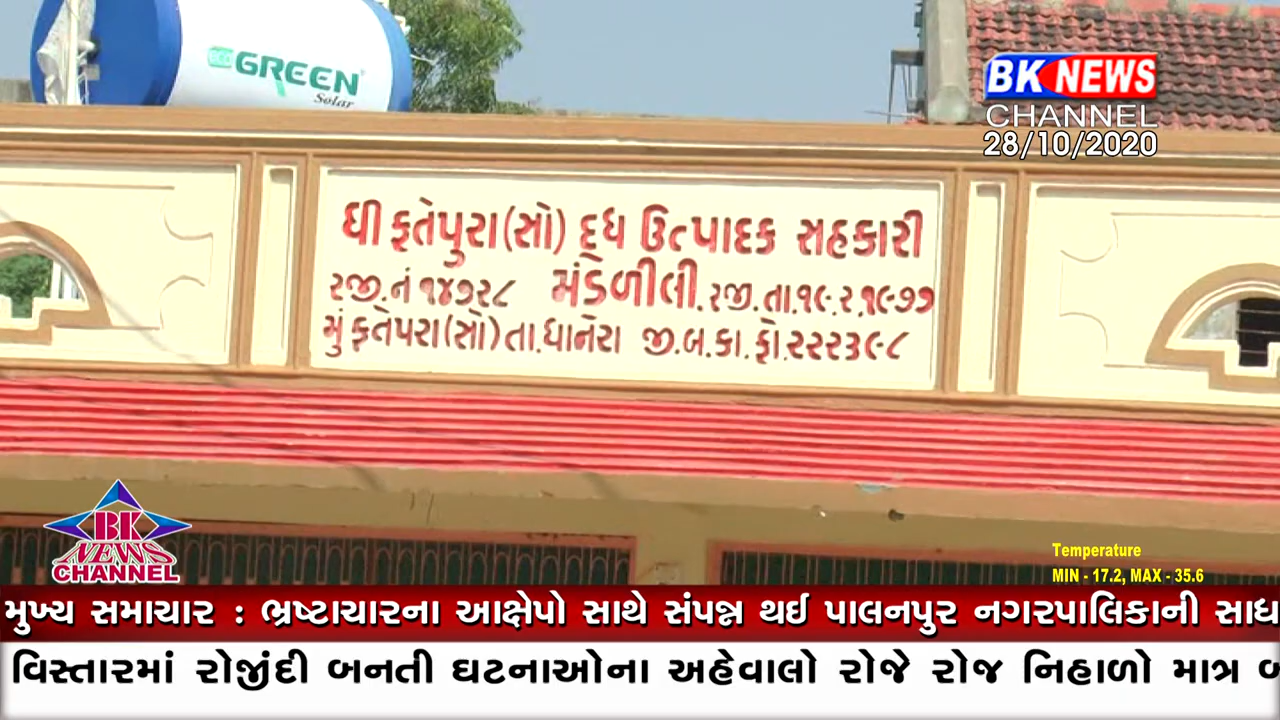 GREEN
Solar
BK NEWS
CHANNEL
28/10/2020
ધી ફતેપુરા(સો) દૂધ ઉત્પાદક સહકારી
રજી.નં ૧૪૭૨૮ મંડળીલી. રજી.તા.૧૯.૨.૧૯૭૭
મું ફતેપરા(સો) તા.ધાનેરા જી.બ.કા. ફો.૨૨૨૩૯૮
BK
NEWS
CHANNEL
Temperature
MIN - 17.2, MAX - 35.6
મુખ્ય સમાચાર : ભ્રષ્ટાચારના આક્ષેપો સાથે સંપન્ન થઈ પાલનપુર નગરપાલિકાની સાધ
વિસ્તારમાં રોજીંદી બનતી ઘટનાઓના અહેવાલો રોજે રોજ નિહાળો માત્ર બ